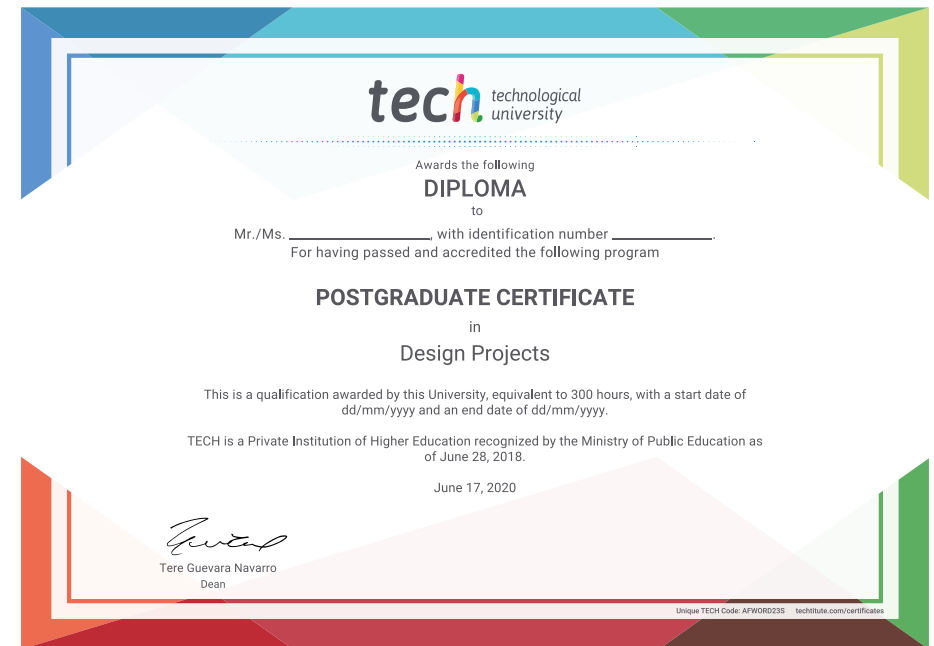 tech technological
university
Awards the following
DIPLOMA
to
Mr./Ms. ____________________, with identification number ______________.
For having passed and accredited the following program
POSTGRADUATE CERTIFICATE
in
Design Projects
This is a qualification awarded by this University, equivalent to 300 hours, with a start date of
dd/mm/yyyy and an end date of dd/mm/yyyy.
TECH is a Private Institution of Higher Education recognized by the Ministry of Public Education as
of June 28, 2018.
June 17, 2020
Tere Guevara Navarro
Dean
Unique TECH Code: AFWORD23S techtitute.com/certificates